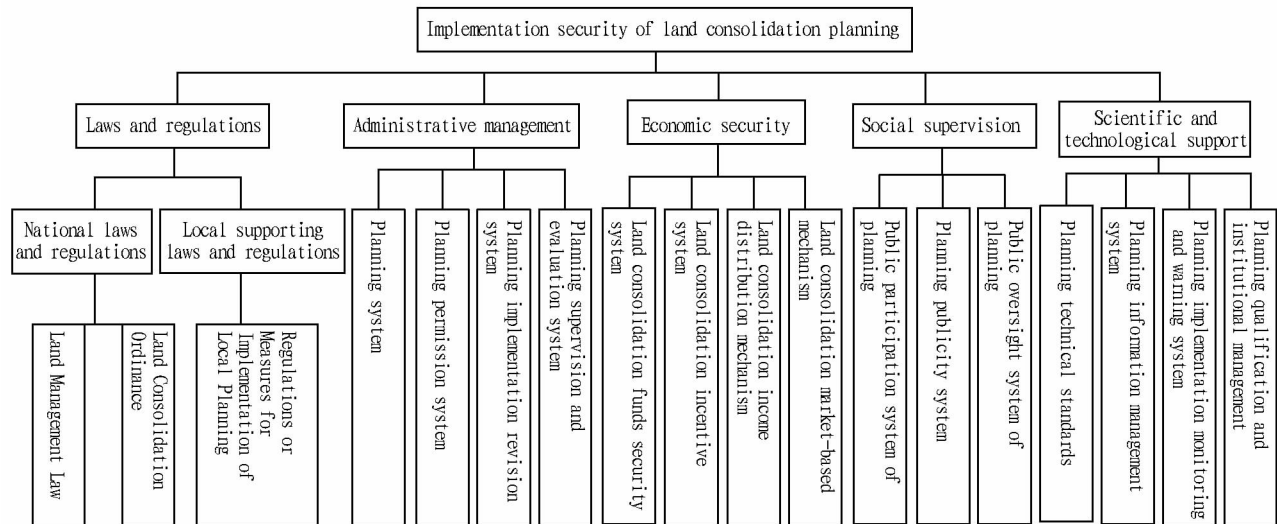 Implementation security of land consolidation planning
Laws and regulations
Administrative management
Economic security
Social supervision
Scientific and
technological support
National laws
and regulations
Local supporting
laws and regulations
Land Management Law
Land Consolidation
Ordinance
Regulations or
Measures for
Implementation of
Local Planning
Planning system
Planning permission system
Planning implementation revision
system
Planning supervision and
evaluation system
Land consolidation funds security
system
Land consolidation incentive
system
Land consolidation income
distribution mechanism
Land consolidation market-based
mechanism
Public participation system of
planning
Planning publicity system
Public oversight system of
planning
Planning technical standards
Planning information management
system
Planning implementation monitoring
and warning system
Planning qualification and
institutional management